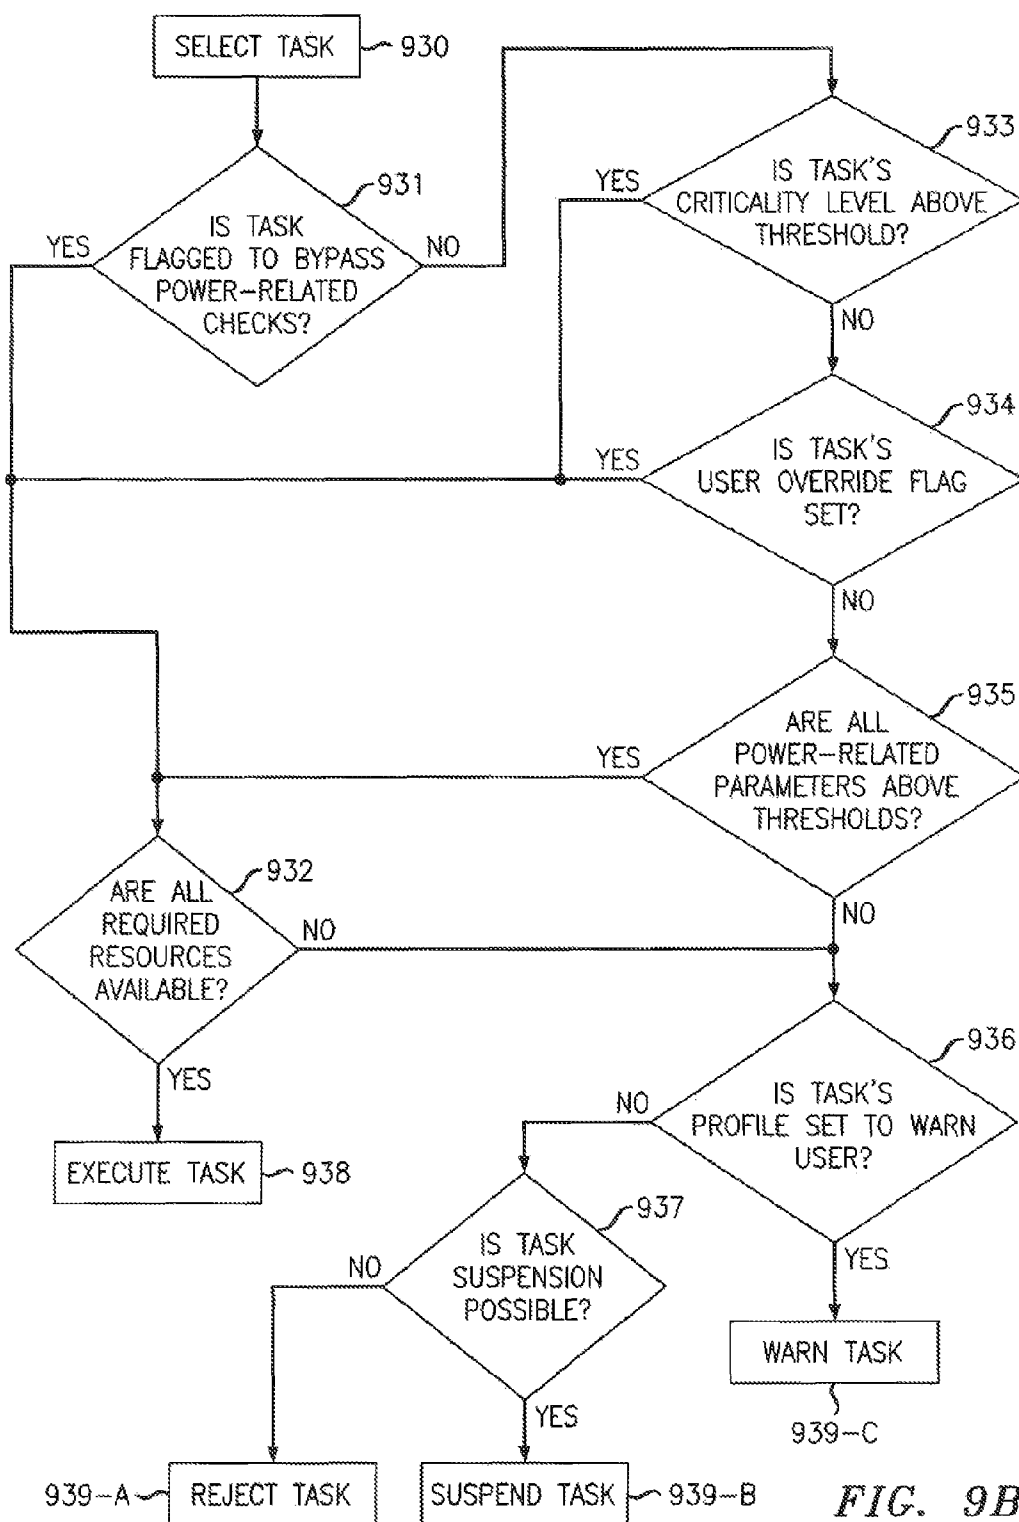 SELECT TASK
930
931
IS TASK
FLAGGED TO BYPASS
POWER-RELATED
CHECKS?
YES
NO
933
IS TASK'S
CRITICALITY LEVEL ABOVE
THRESHOLD?
YES
NO
934
IS TASK'S
USER OVERRIDE FLAG
SET?
YES
NO
935
ARE ALL
POWER-RELATED
PARAMETERS ABOVE
THRESHOLDS?
YES
NO
932
ARE ALL
REQUIRED
RESOURCES
AVAILABLE?
NO
YES
EXECUTE TASK
938
936
IS TASK'S
PROFILE SET TO WARN
USER?
NO
YES
937
IS TASK
SUSPENSION
POSSIBLE?
NO
YES
WARN TASK
939-C
939-A
REJECT TASK
SUSPEND TASK
939-B
FIG. 9B